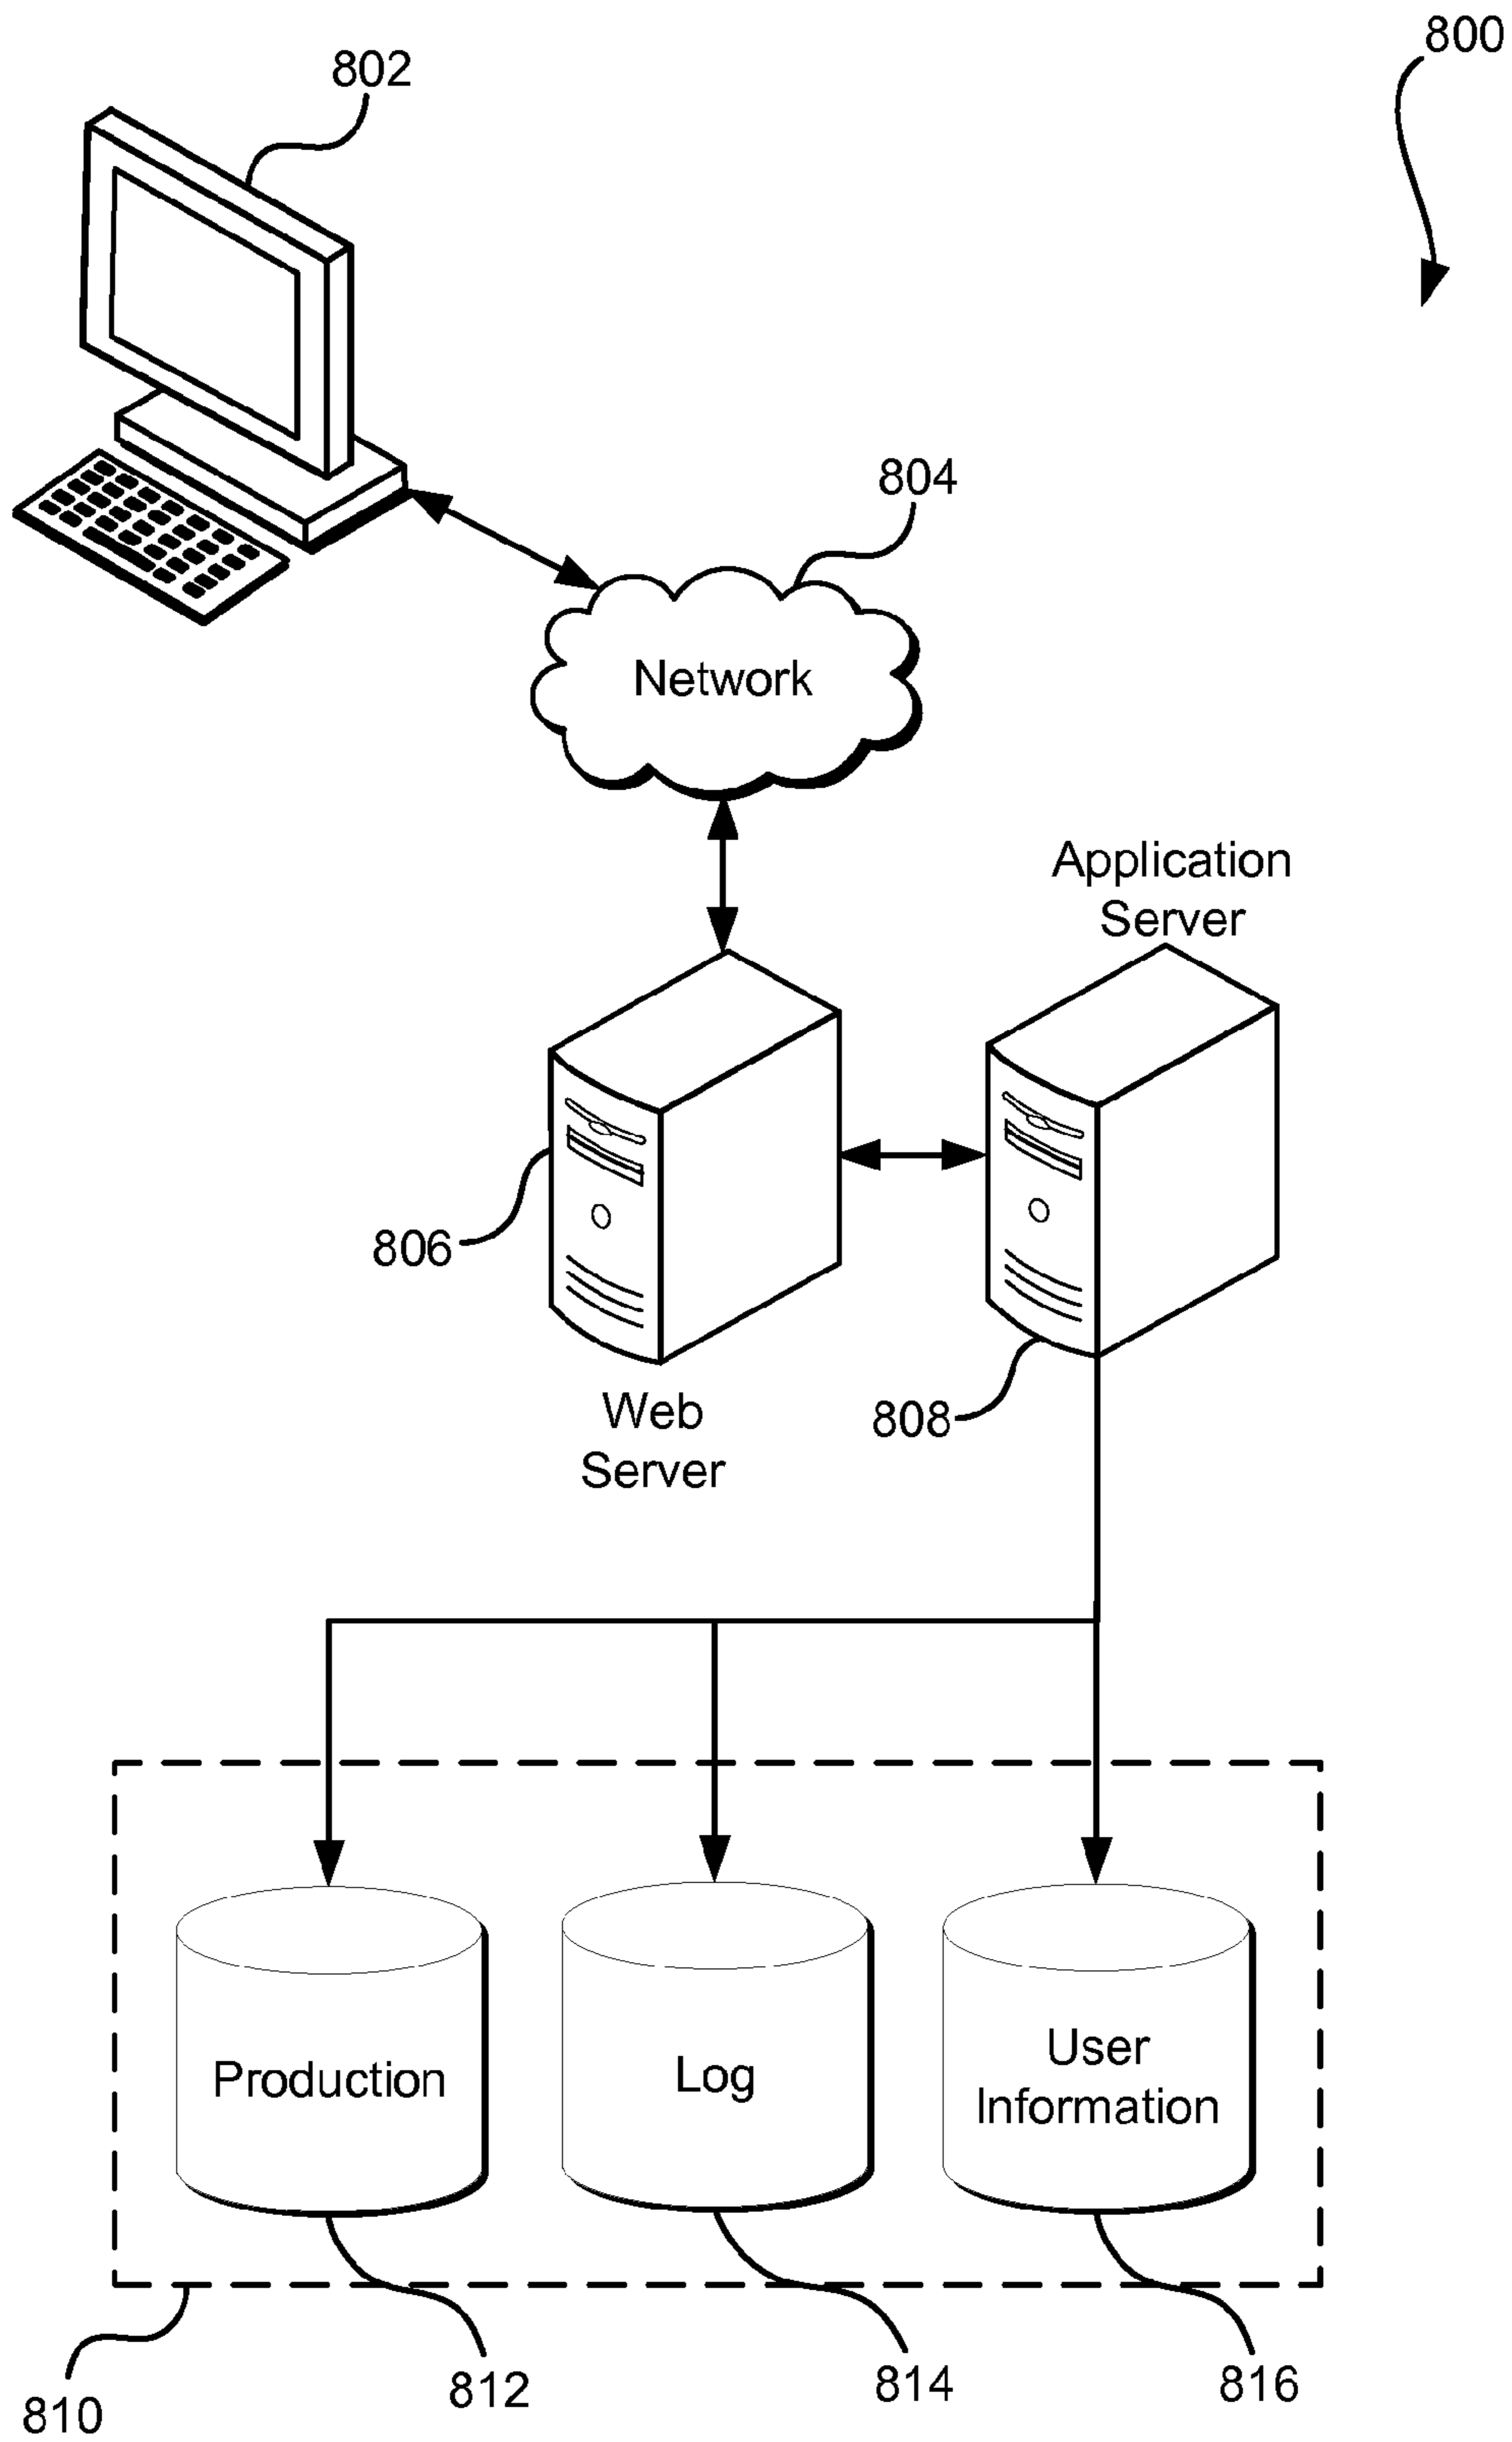 800
802
804
Network
Application
Server
806
Web
Server
808
Production
Log
User
Information
810
812
814
816